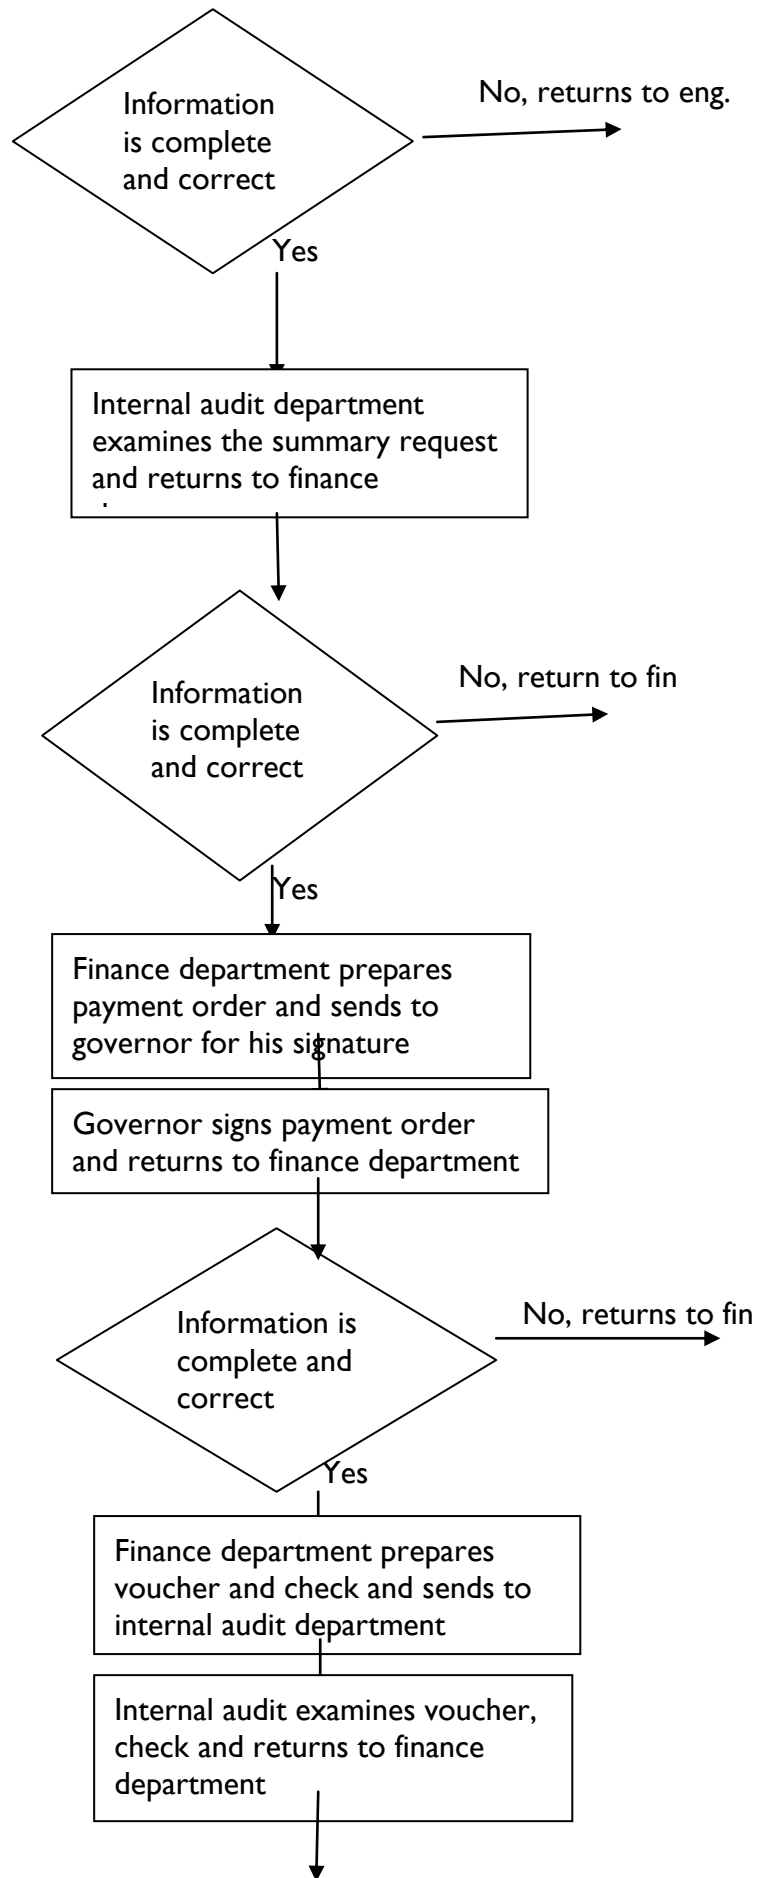 Information
is complete
and correct
No, returns to eng.
Yes
Internal audit department
examines the summary request
and returns to finance
Information
is complete
and correct
No, return to fin
Yes
Finance department prepares
payment order and sends to
governor for his signature
Governor signs payment order
and returns to finance department
Information is
complete and
correct
No, returns to fin
Yes
Finance department prepares
voucher and check and sends to
internal audit department
Internal audit examines voucher,
check and returns to finance
department